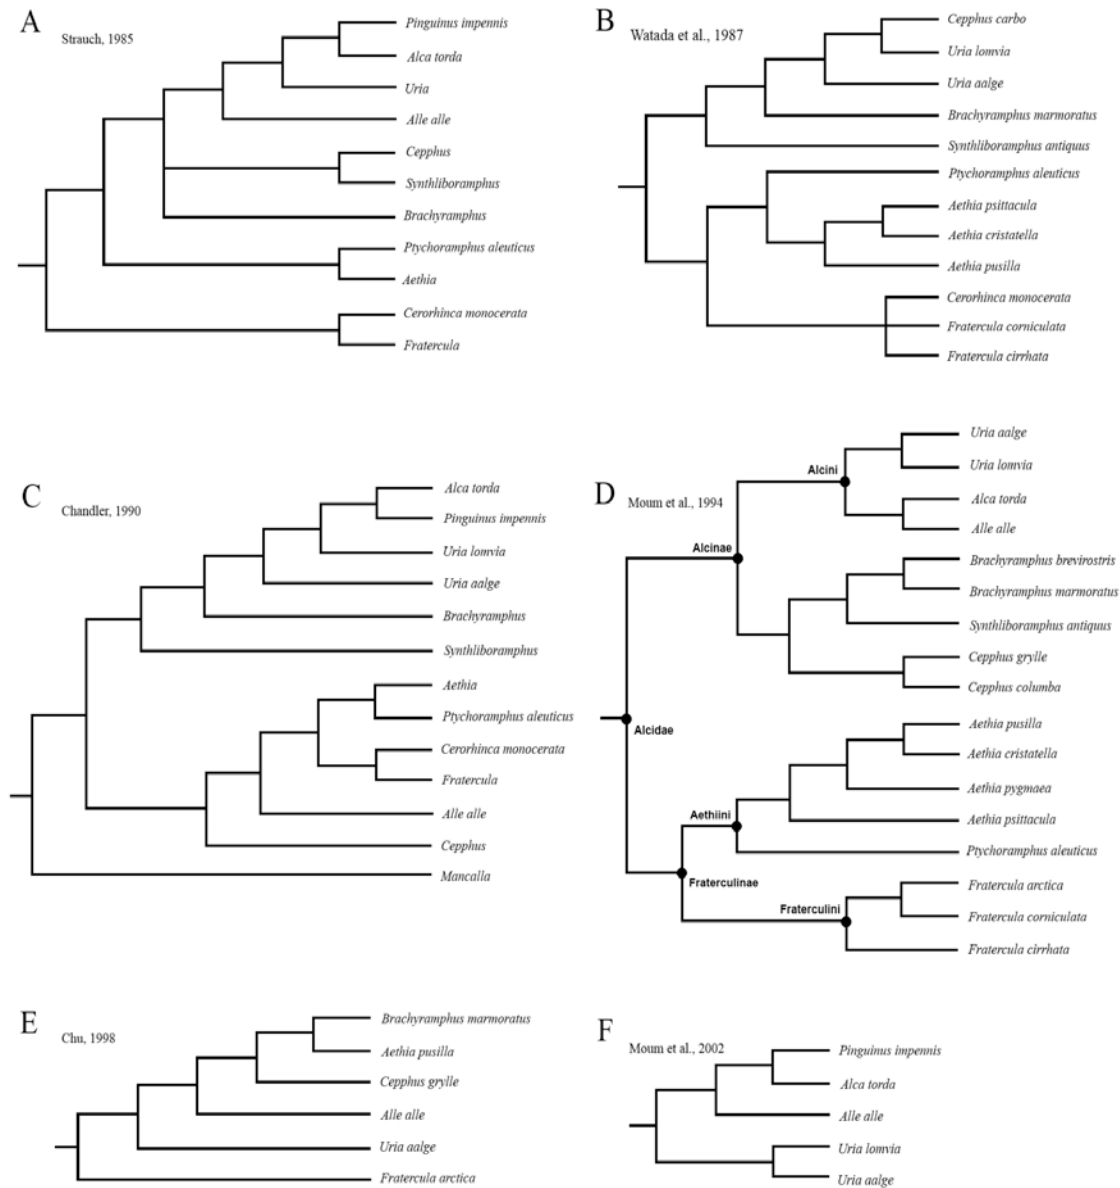 A
Strauch, 1985
Pinguinus impennis
Alca torda
Uria
Alle alle
Cepphus
Synthliboramphus
Brachyramphus
Ptychoramphus aleuticus
Aethia
Cerorhinca monocerata
Fratercula
B
Watada et al., 1987
Cepphus carbo
Uria lomvia
Uria aalge
Brachyramphus marmoratus
Synthliboramphus antiquus
Ptychoramphus aleuticus
Aethia psittacula
Aethia cristatella
Aethia pusilla
Cerorhinca monocerata
Fratercula corniculata
Fratercula cirrhata
C
Chandler, 1990
Alca torda
Pinguinus impennis
Uria lomvia
Uria aalge
Brachyramphus
Synthliboramphus
Aethia
Ptychoramphus aleuticus
Cerorhinca monocerata
Fratercula
Alle alle
Cepphus
Mancalla
D
Moum et al., 1994
Alcini
Alcinae
Alcidae
Aethiini
Fraterculinae
Fraterculini
Uria aalge
Uria lomvia
Alca torda
Alle alle
Brachyramphus brevirostris
Brachyramphus marmoratus
Synthliboramphus antiquus
Cepphus grylle
Cepphus columba
Aethia pusilla
Aethia cristatella
Aethia pygmaea
Aethia psittacula
Ptychoramphus aleuticus
Fratercula arctica
Fratercula corniculata
Fratercula cirrhata
E
Chu, 1998
Brachyramphus marmoratus
Aethia pusilla
Cepphus grylle
Alle alle
Uria aalge
Fratercula arctica
F
Moum et al., 2002
Pinguinus impennis
Alca torda
Alle alle
Uria lomvia
Uria aalge